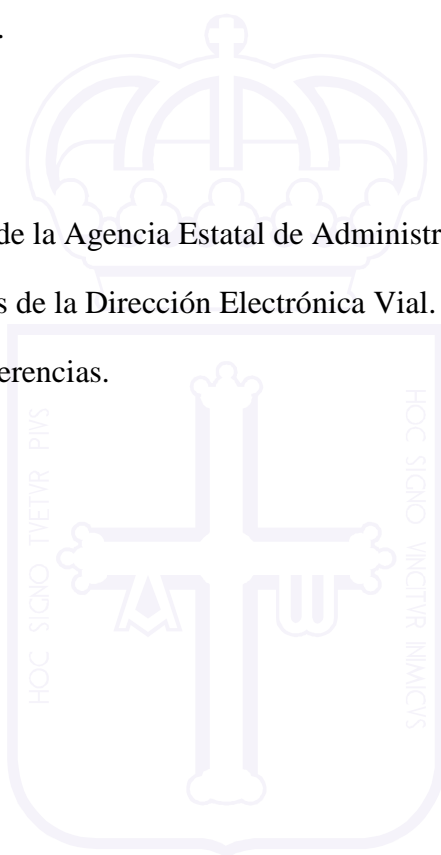 .
de la Agencia Estatal de Administr
s de la Dirección Electrónica Vial.
erencias.
HOC SIGNO TVETVR PIVS
HOC SIGNO VINCITVR INIMICVS